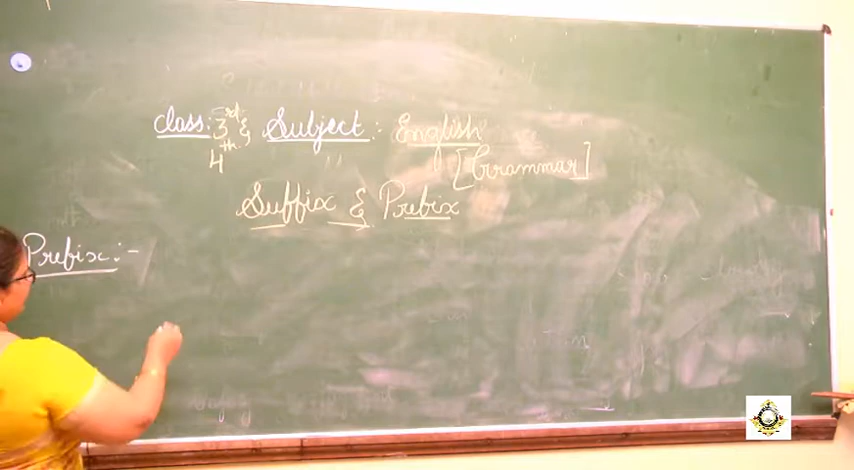 Class: 3rd & Subject:- English
4th [Grammar]
Suffix & Prefix
Prefix:-